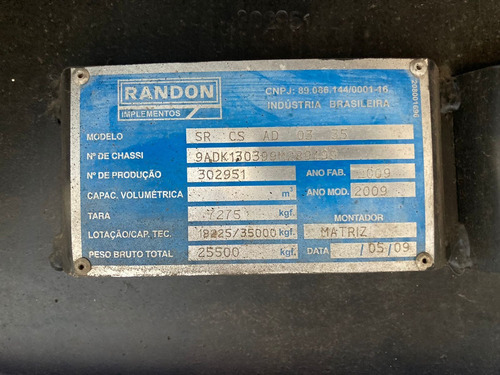 RANDON
IMPLEMENTOS
CNPJ: 89.086.144/0001-16
INDÚSTRIA BRASILEIRA
MODELO SR CS AD 03 35
Nº DE CHASSI
Nº DE PRODUÇÃO 302951 ANO FAB.
CAPAC. VOLUMÉTRICA m³ ANO MOD. 2009
TARA 7275 kgf. MONTADOR
LOTAÇÃO/CAP. TEC. 18225/35000 kgf. MATRIZ
PESO BRUTO TOTAL 25500 kgf. DATA /05/09